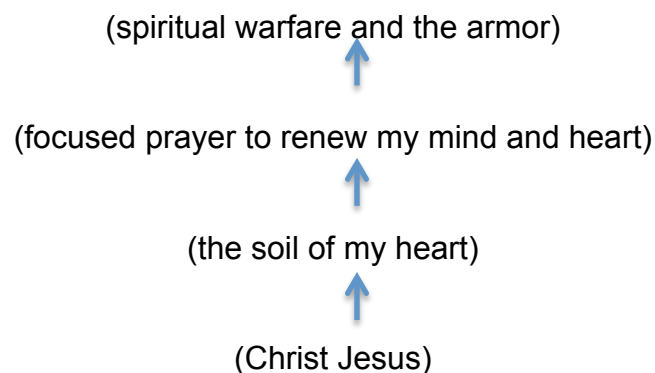 (spiritual warfare and the armor)
(focused prayer to renew my mind and heart)
(the soil of my heart)
(Christ Jesus)